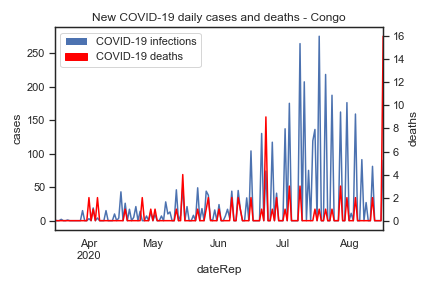 New COVID-19 daily cases and deaths - Congo
COVID-19 infections
COVID-19 deaths
250
200
150
100
50
0
cases
16
14
12
10
8
6
4
2
0
deaths
Apr
2020
May
Jun
Jul
Aug
dateRep